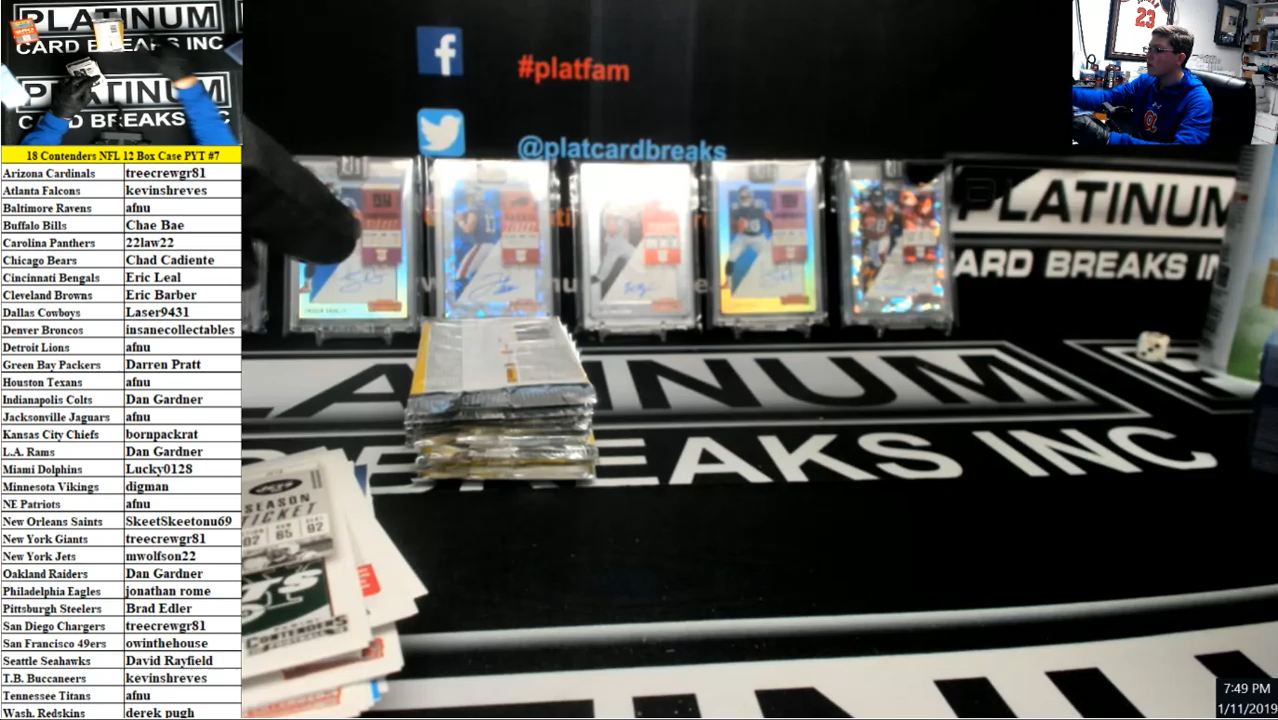 PLATINUM
CARD BREAKS INC
PLATINUM
CARD BREAKS INC
18 Contenders NFL 12 Box Case PYT #7
Arizona Cardinals treecrewgr81
Atlanta Falcons kevinshreves
Baltimore Ravens afnu
Buffalo Bills Chae Bae
Carolina Panthers 22law22
Chicago Bears Chad Cadiente
Cincinnati Bengals Eric Leal
Cleveland Browns Eric Barber
Dallas Cowboys Laser9431
Denver Broncos insanecollectables
Detroit Lions afnu
Green Bay Packers Darren Pratt
Houston Texans afnu
Indianapolis Colts Dan Gardner
Jacksonville Jaguars afnu
Kansas City Chiefs bornpackrat
L.A. Rams Dan Gardner
Miami Dolphins Lucky0128
Minnesota Vikings digman
NE Patriots afnu
New Orleans Saints SkeetSkeetonu69
New York Giants treecrewgr81
New York Jets mwolfson22
Oakland Raiders Dan Gardner
Philadelphia Eagles jonathan rome
Pittsburgh Steelers Brad Edler
San Diego Chargers treecrewgr81
San Francisco 49ers owinthehouse
Seattle Seahawks David Rayfield
T.B. Buccaneers kevinshreves
Tennessee Titans afnu
Wash. Redskins derek pugh
#platfam
@platcardbreaks
PLATINUM
ARD BREAKS IN
LATINUM
BREAKS INC
SEASON
TICKET
85 92
23
7:49 PM
1/11/2019